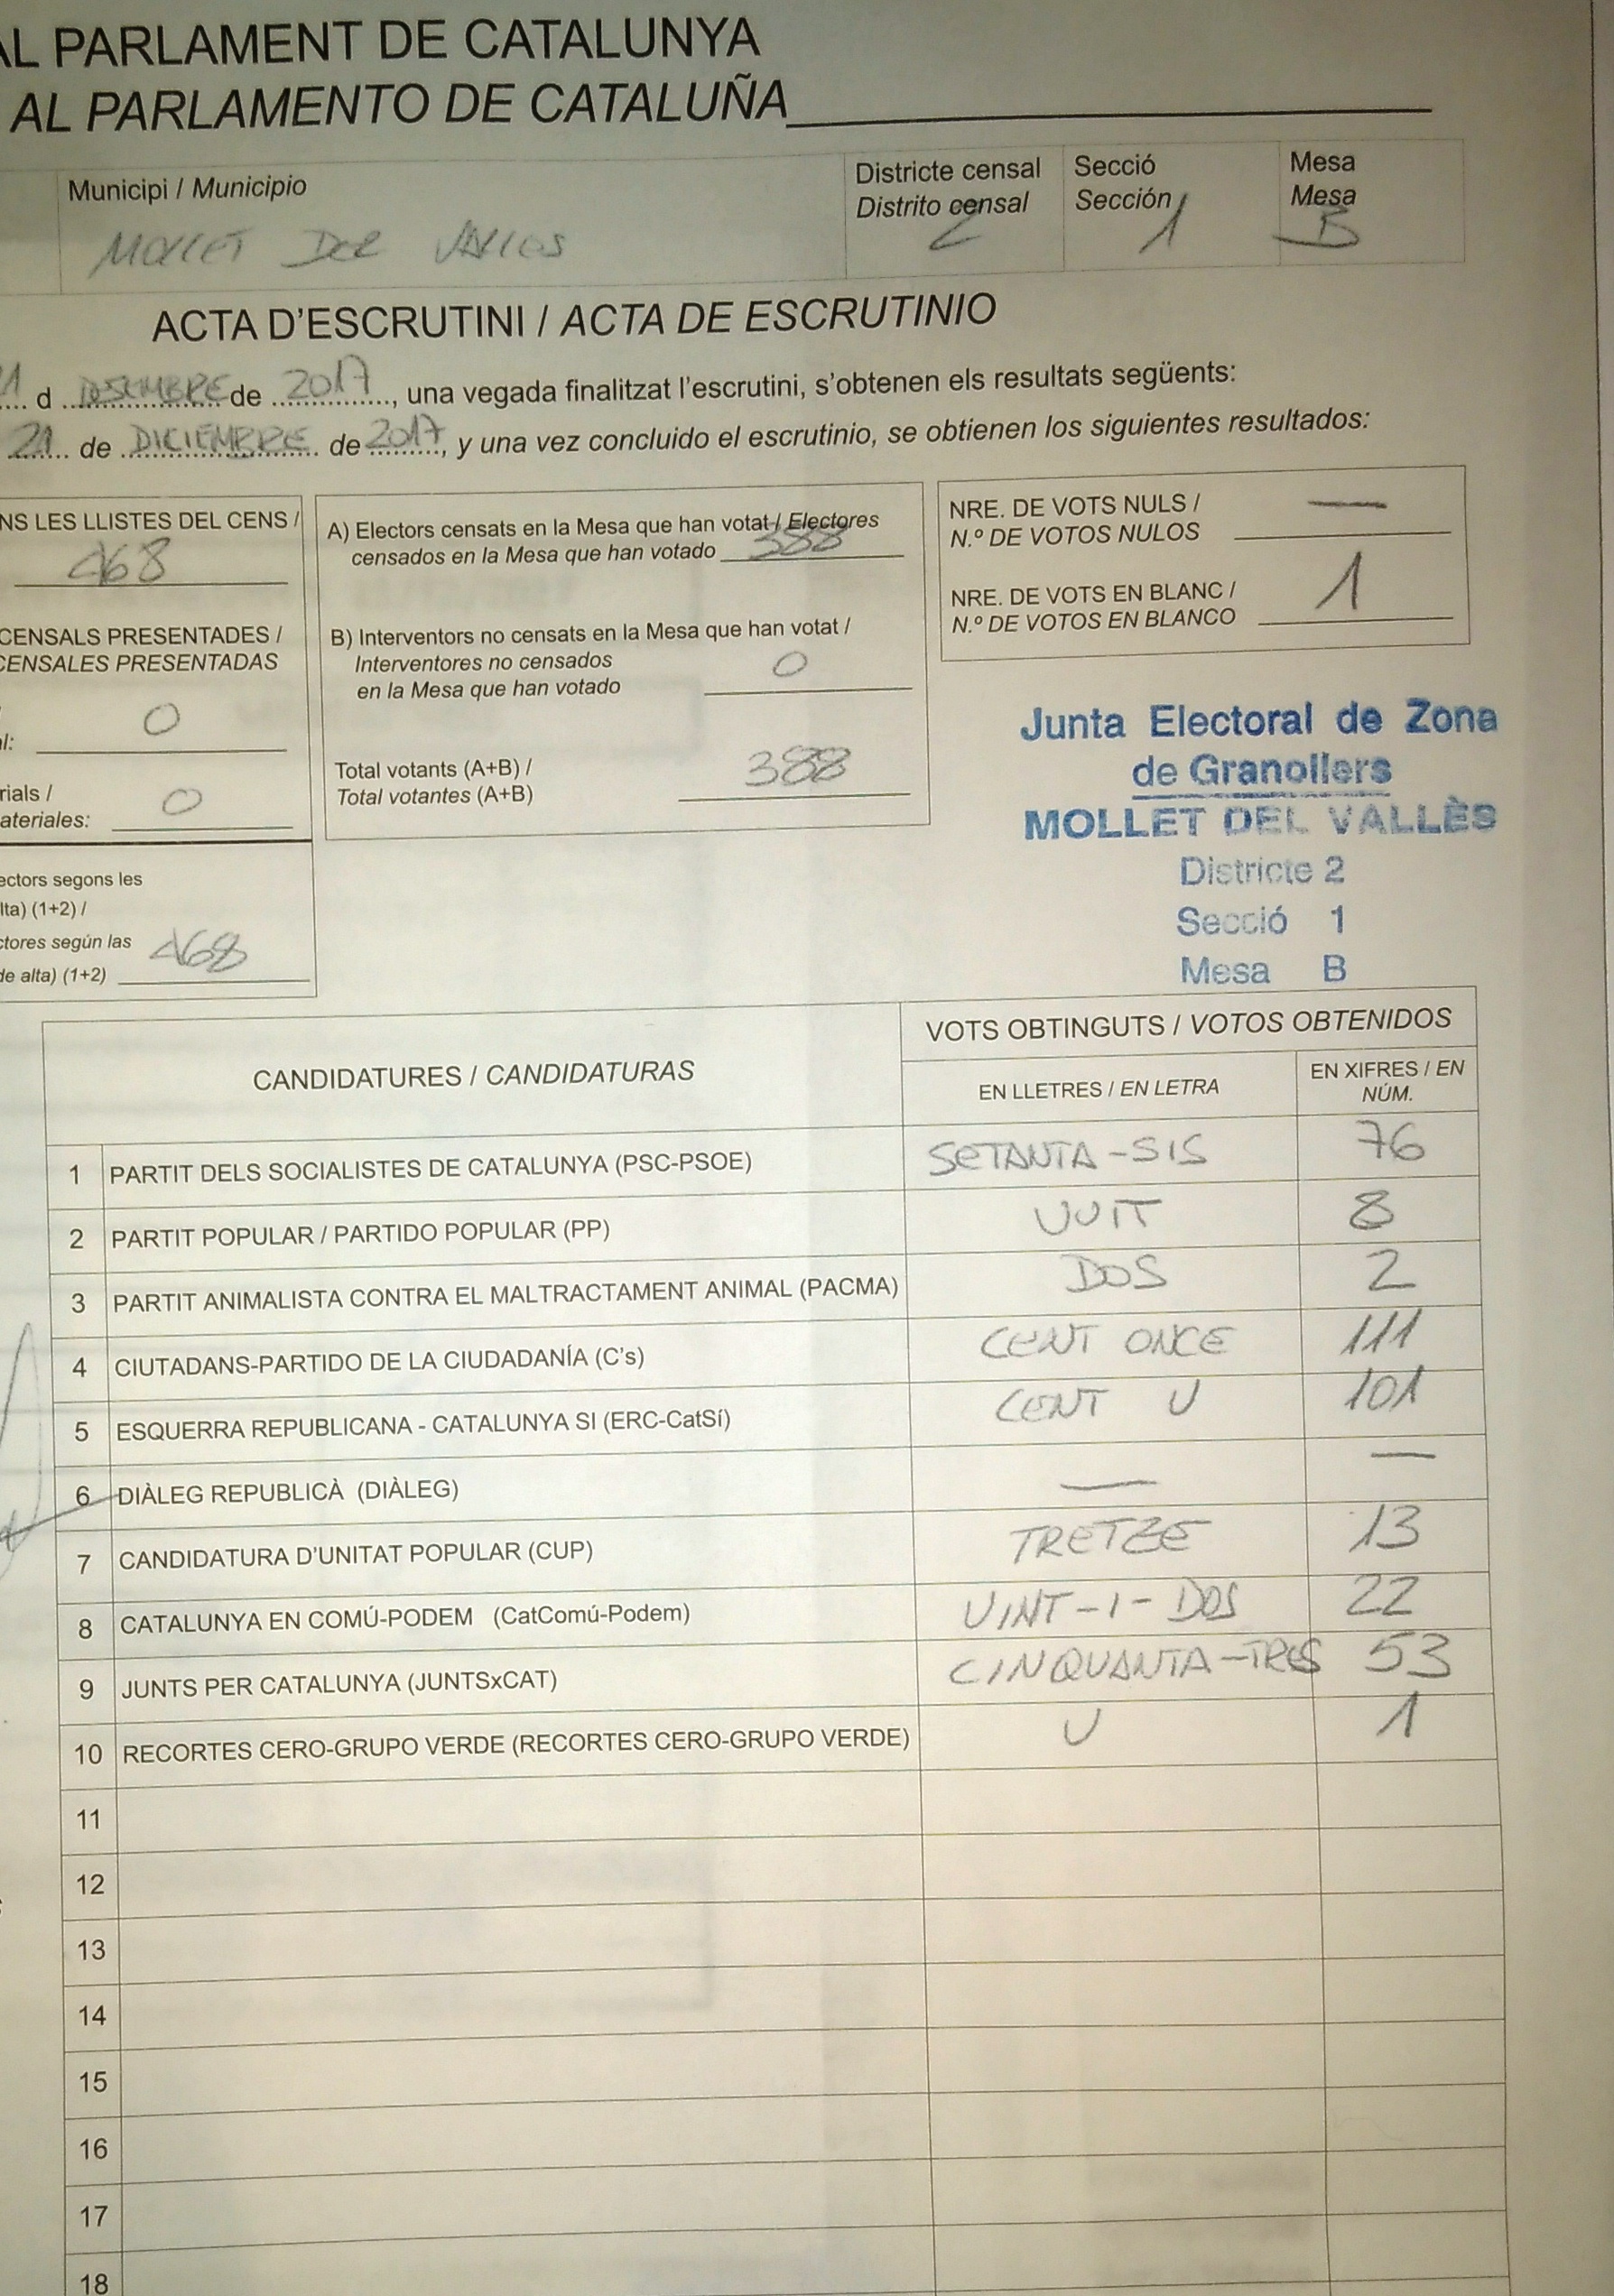 AL PARLAMENT DE CATALUNYA
AL PARLAMENTO DE CATALUÑA
Municipi / Municipio
Districte censal
Distrito censal
Secció
Sección
Mesa
Mesa
MOLLET DEL VALLES
2
1
B
ACTA D'ESCRUTINI / ACTA DE ESCRUTINIO
21 d DESEMBRE de 2017, una vegada finalitzat l'escrutini, s'obtenen els resultats següents:
21 de DICIEMBRE de 2017, y una vez concluido el escrutinio, se obtienen los siguientes resultados:
NS LES LLISTES DEL CENS /
468
CENSALS PRESENTADES /
CENSALES PRESENTADAS
l: 0
rials /
ateriales: 0
ectors segons les
lta) (1+2) /
ctores según las
de alta) (1+2) 468
A) Electors censats en la Mesa que han votat / Electores
censados en la Mesa que han votado 388
B) Interventors no censats en la Mesa que han votat /
Interventores no censados
en la Mesa que han votado 0
Total votants (A+B) /
Total votantes (A+B) 388
NRE. DE VOTS NULS /
N.º DE VOTOS NULOS —
NRE. DE VOTS EN BLANC /
N.º DE VOTOS EN BLANCO 1
Junta Electoral de Zona
de Granollers
MOLLET DEL VALLÈS
Districte 2
Secció 1
Mesa B
CANDIDATURES / CANDIDATURAS
VOTS OBTINGUTS / VOTOS OBTENIDOS
EN LLETRES / EN LETRA
EN XIFRES / EN
NÚM.
1 PARTIT DELS SOCIALISTES DE CATALUNYA (PSC-PSOE) SETANTA-SIS 76
2 PARTIT POPULAR / PARTIDO POPULAR (PP) VUIT 8
3 PARTIT ANIMALISTA CONTRA EL MALTRACTAMENT ANIMAL (PACMA) DOS 2
4 CIUTADANS-PARTIDO DE LA CIUDADANÍA (C's) CENT ONCE 111
5 ESQUERRA REPUBLICANA - CATALUNYA SI (ERC-CatSí) CENT U 101
6 DIÀLEG REPUBLICÀ (DIÀLEG) — —
7 CANDIDATURA D'UNITAT POPULAR (CUP) TRETZE 13
8 CATALUNYA EN COMÚ-PODEM (CatComú-Podem) VINT-I-DOS 22
9 JUNTS PER CATALUNYA (JUNTSxCAT) CINQUANTA-TRES 53
10 RECORTES CERO-GRUPO VERDE (RECORTES CERO-GRUPO VERDE) U 1
11
12
13
14
15
16
17
18